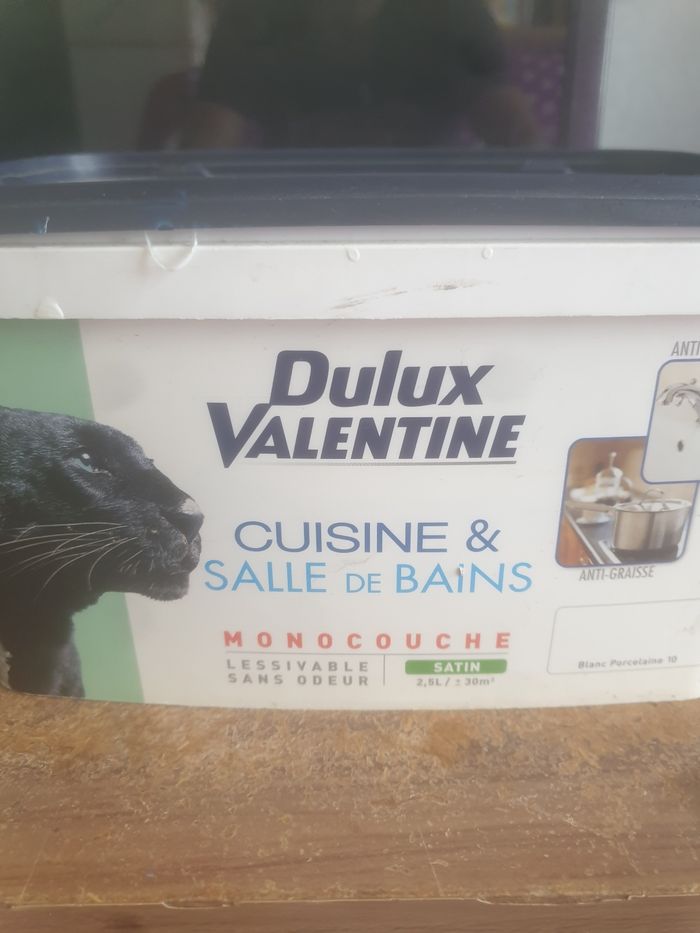 Dulux
VALENTINE
CUISINE &
SALLE DE BAiNS
MONOCOUCHE
LESSIVABLE
SANS ODEUR
SATIN
2,5L / ± 30m²
ANTI
ANTI-GRAISSE
Blanc Porcelaine 10